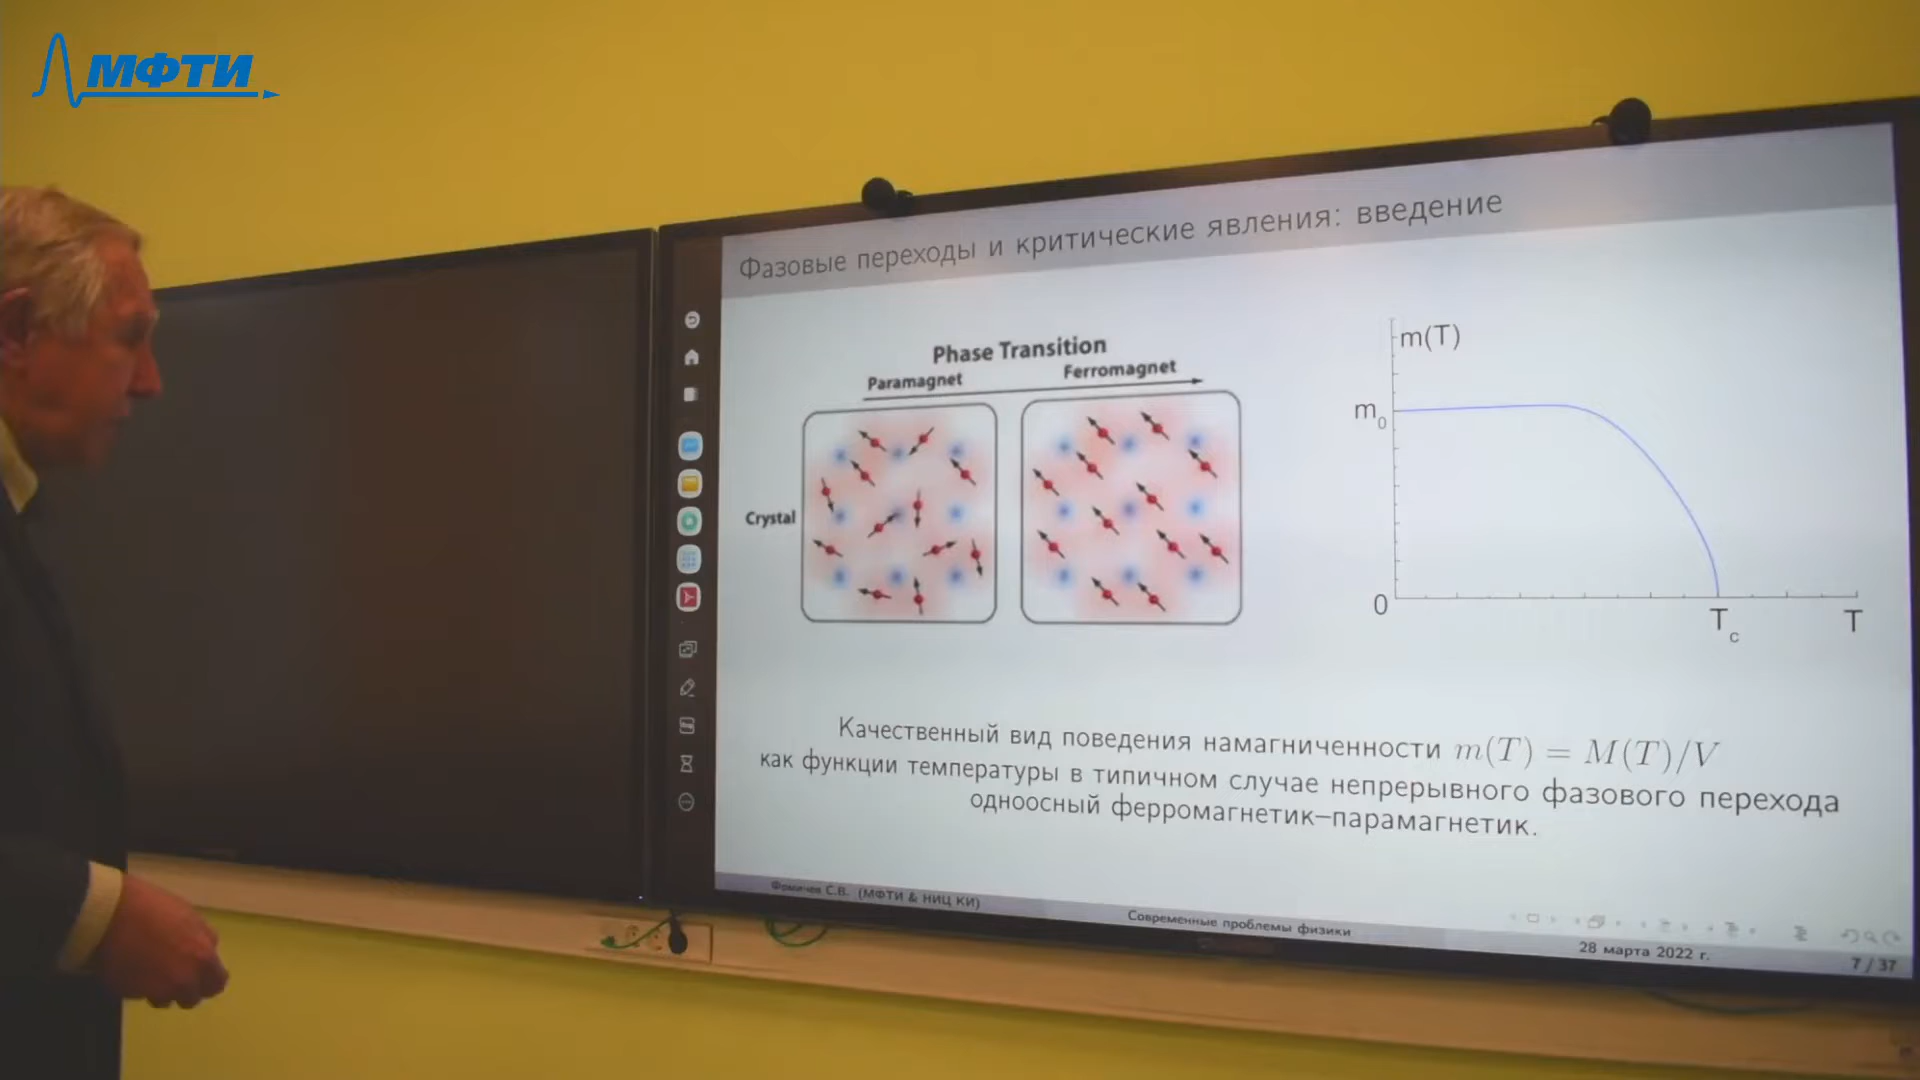 МФТИ
Фазовые переходы и критические явления: введение
Phase Transition
Paramagnet
Ferromagnet
Crystal
m(T)
m0
0
Tc
T
Качественный вид поведения намагниченности m(T) = M(T)/V
как функции температуры в типичном случае непрерывного фазового перехода
одноосный ферромагнетик–парамагнетик.
С.В. (МФТИ & НИЦ КИ)
Современные проблемы физики
28 марта 2022 г.
7 / 37